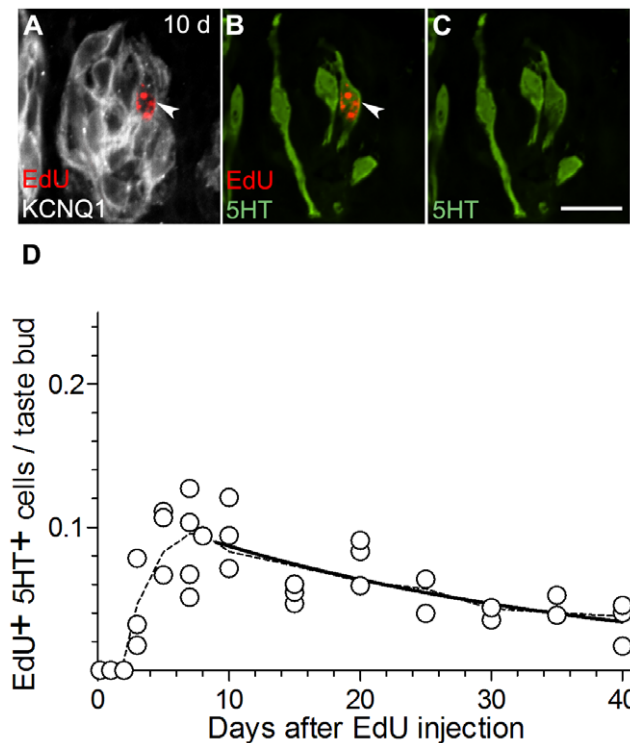 A 10 d
EdU
KCNQ1
B
EdU
5HT
C
5HT
D
EdU+ 5HT+ cells / taste bud
0.2
0.1
0
0 10 20 30 40
Days after EdU injection